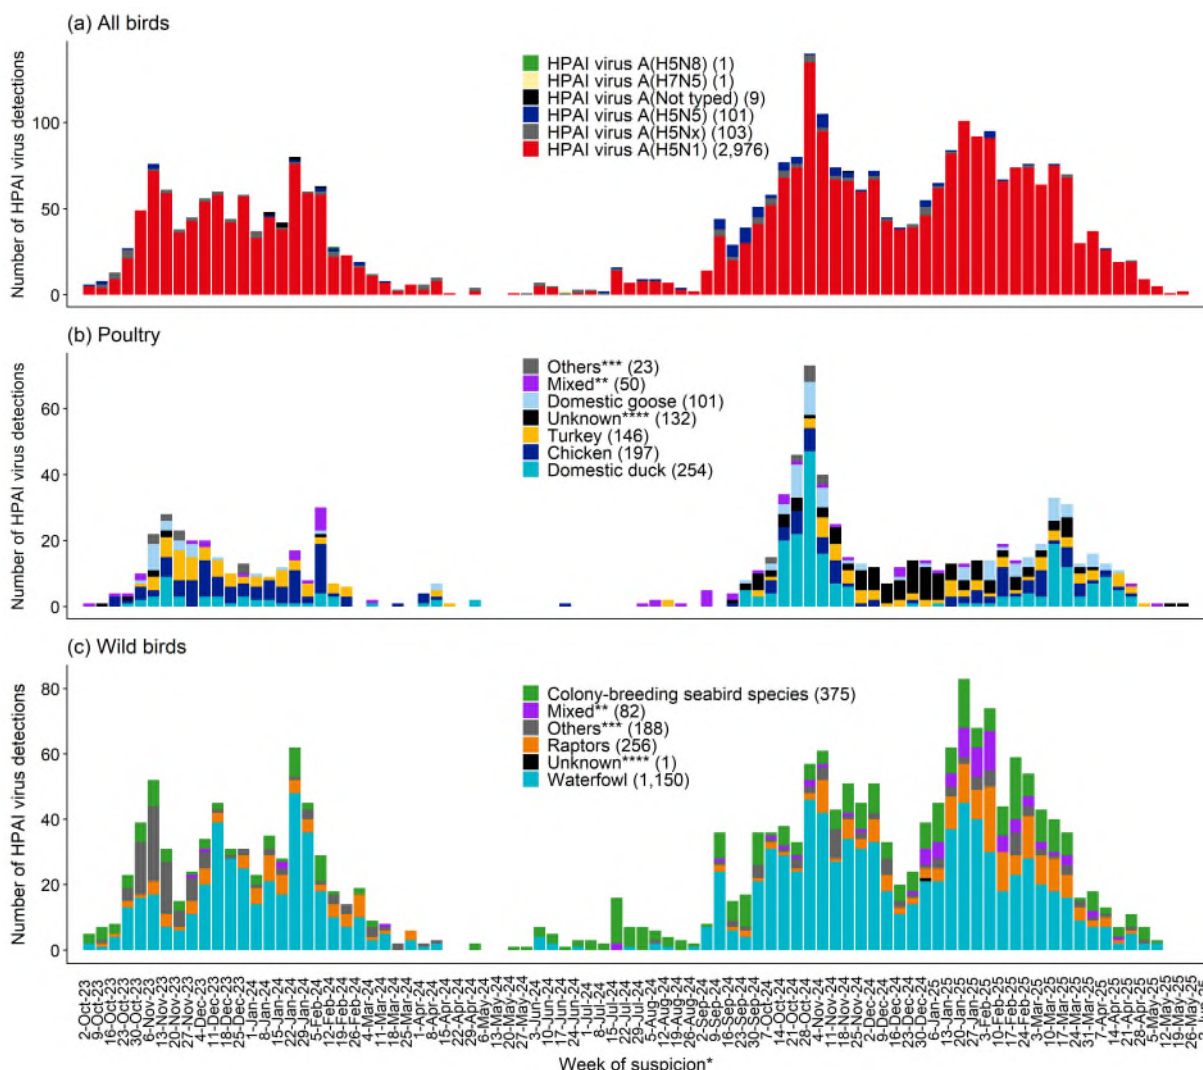 (a) All birds
Number of HPAI virus detections
100
50
0
HPAI virus A(H5N8) (1)
HPAI virus A(H7N5) (1)
HPAI virus A(Not typed) (9)
HPAI virus A(H5N5) (101)
HPAI virus A(H5Nx) (103)
HPAI virus A(H5N1) (2,976)
(b) Poultry
Number of HPAI virus detections
60
40
20
0
Others*** (23)
Mixed** (50)
Domestic goose (101)
Unknown**** (132)
Turkey (146)
Chicken (197)
Domestic duck (254)
(c) Wild birds
Number of HPAI virus detections
80
60
40
20
0
Colony-breeding seabird species (375)
Mixed** (82)
Others*** (188)
Raptors (256)
Unknown**** (1)
Waterfowl (1,150)
2-Oct-23
9-Oct-23
16-Oct-23
23-Oct-23
30-Oct-23
6-Nov-23
13-Nov-23
20-Nov-23
27-Nov-23
4-Dec-23
11-Dec-23
18-Dec-23
25-Dec-23
1-Jan-24
8-Jan-24
15-Jan-24
22-Jan-24
29-Jan-24
5-Feb-24
12-Feb-24
19-Feb-24
26-Feb-24
4-Mar-24
11-Mar-24
18-Mar-24
25-Mar-24
8-Apr-24
15-Apr-24
22-Apr-24
29-Apr-24
6-May-24
13-May-24
20-May-24
27-May-24
3-Jun-24
10-Jun-24
17-Jun-24
1-Jul-24
8-Jul-24
15-Jul-24
22-Jul-24
29-Jul-24
5-Aug-24
12-Aug-24
19-Aug-24
26-Aug-24
2-Sep-24
9-Sep-24
16-Sep-24
23-Sep-24
30-Sep-24
7-Oct-24
14-Oct-24
21-Oct-24
28-Oct-24
4-Nov-24
11-Nov-24
18-Nov-24
25-Nov-24
2-Dec-24
9-Dec-24
16-Dec-24
23-Dec-24
30-Dec-24
6-Jan-25
13-Jan-25
20-Jan-25
27-Jan-25
3-Feb-25
10-Feb-25
17-Feb-25
24-Feb-25
3-Mar-25
10-Mar-25
17-Mar-25
24-Mar-25
31-Mar-25
7-Apr-25
14-Apr-25
21-Apr-25
28-Apr-25
5-May-25
12-May-25
19-May-25
26-May-25
Week of suspicion*